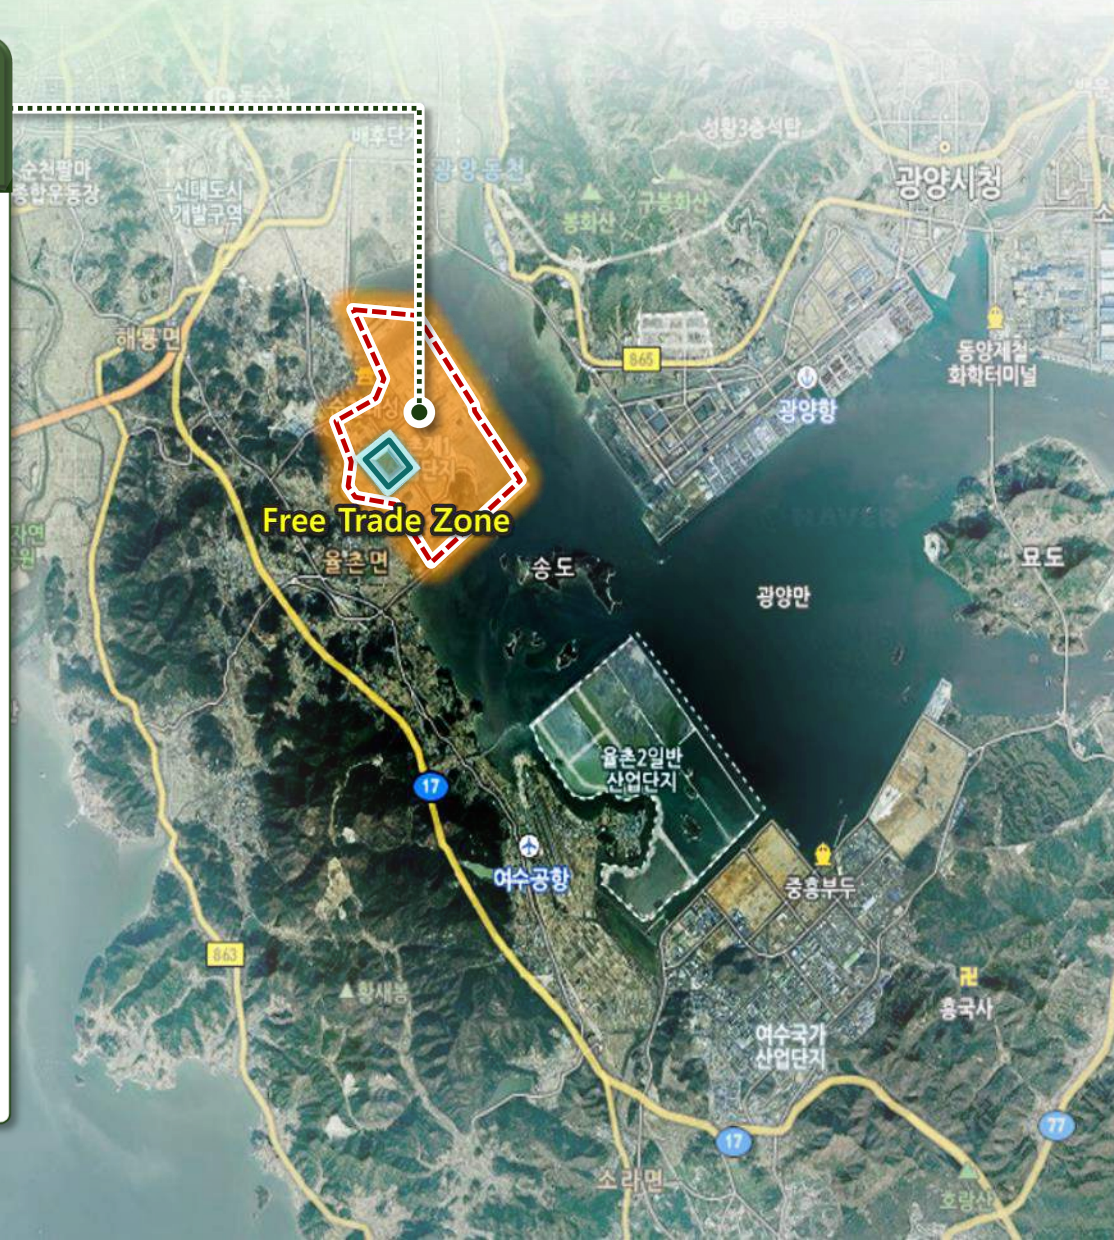 배후단
성황3층석탑
광양동천
순천팔마
종합운동장
신대도시
개발구역
광양시청
구봉화산
봉화산
해룡면
865
동양제철
화학터미널
광양항
단지
Free Trade Zone
율촌면
송도
묘도
광양만
율촌2일반
산업단지
17
여수공항
중흥부두
863
황새봉
흥국사
여수국가
산업단지
77
17
소라면
호랑산